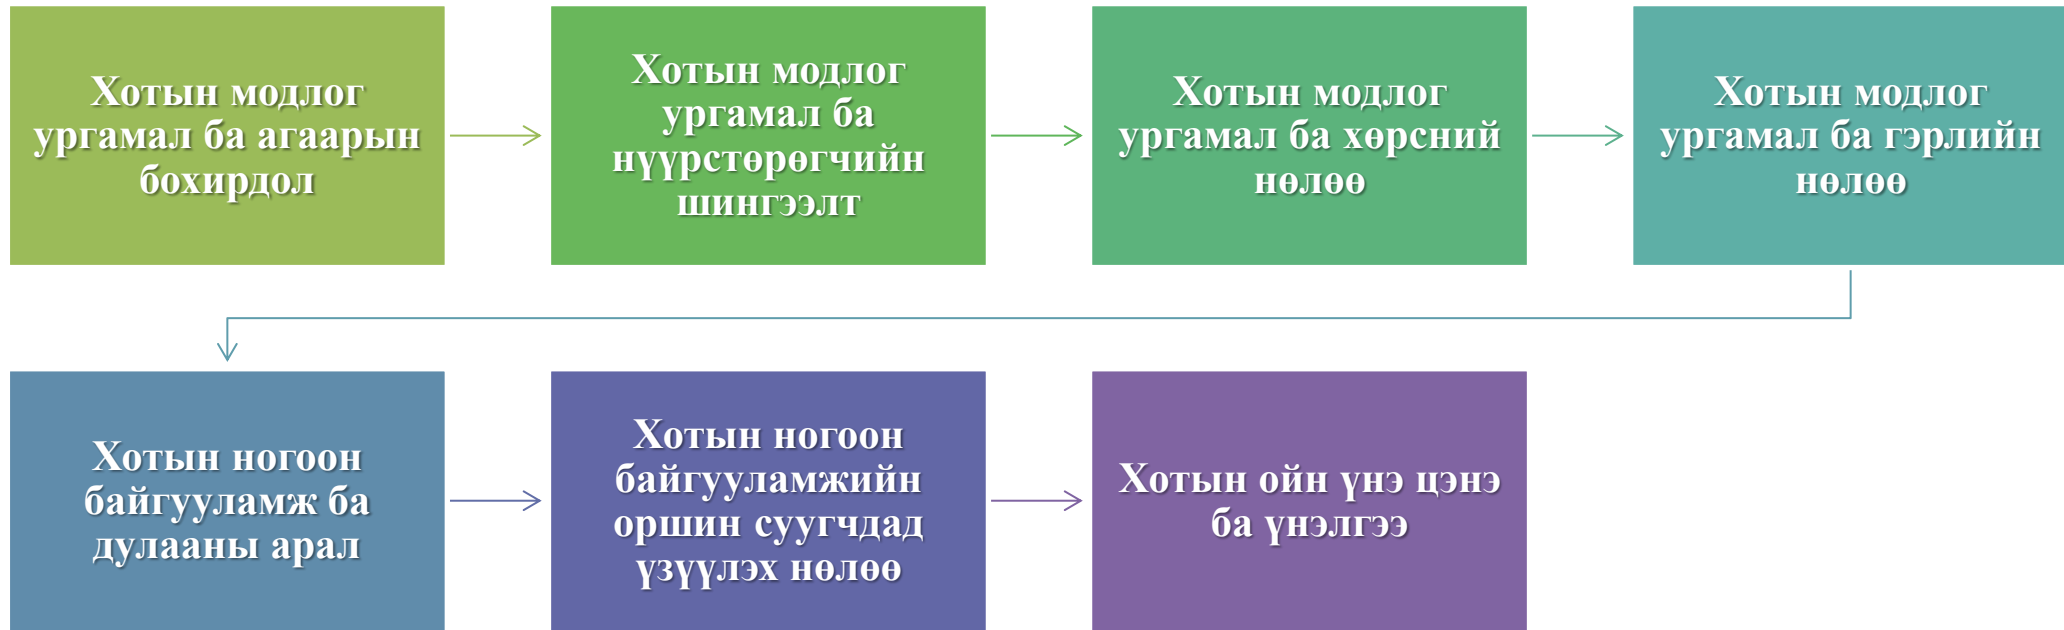 Хотын модлог
ургамал ба агаарын
бохирдол
Хотын модлог
ургамал ба
нүүрстөрөгчийн
шингээлт
Хотын модлог
ургамал ба хөрсний
нөлөө
Хотын модлог
ургамал ба гэрлийн
нөлөө
Хотын ногоон
байгууламж ба
дулааны арал
Хотын ногоон
байгууламжийн
оршин суугчдад
үзүүлэх нөлөө
Хотын ойн үнэ цэнэ
ба үнэлгээ